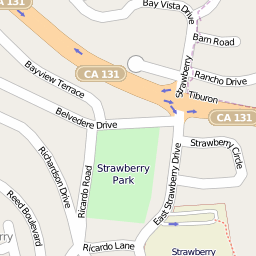 Bay Vista Drive
Barn Road
CA 131
Bayview Terrace
Rancho Drive
Strawberry
Tiburon
CA 131
Belvedere Drive
Strawberry Circle
Strawberry
Park
Richardson Drive
Ricardo Road
East Strawberry Drive
Reed Boulevard
Ricardo Lane
rry
Strawberry